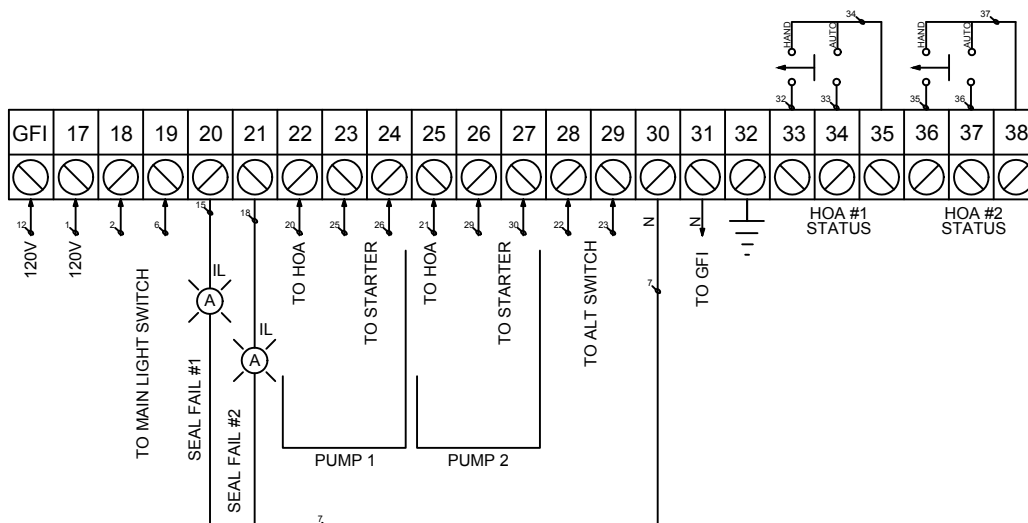 HAND
AUTO
34
HAND
AUTO
37
32
33
35
36
GFI 17 18 19 20 21 22 23 24 25 26 27 28 29 30 31 32 33 34 35 36 37 38
HOA #1
STATUS
HOA #2
STATUS
12
1
2
6
15
18
20
25
26
21
29
30
22
23
N
N
120V
120V
TO MAIN LIGHT SWITCH
IL
A
SEAL FAIL #1
IL
A
SEAL FAIL #2
TO HOA
TO STARTER
TO HOA
TO STARTER
TO ALT SWITCH
7
TO GFI
PUMP 1
PUMP 2
7